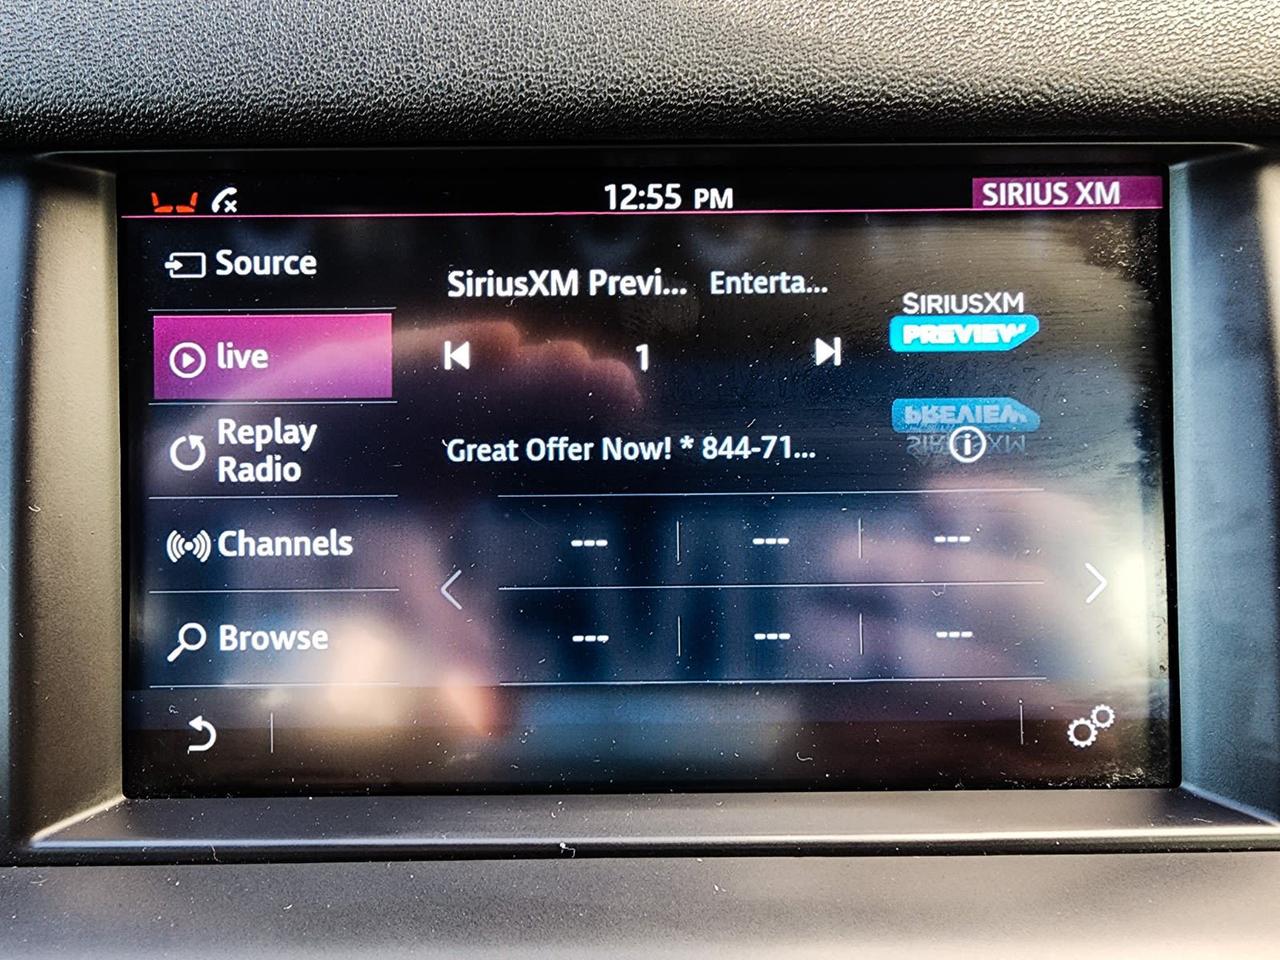 12:55 PM
SIRIUS XM
Source
live
Replay
Radio
Channels
Browse
SiriusXM Previ... Enterta...
1
Great Offer Now! * 844-71...
SIRIUSXM
PREVIEW
--- --- ---
--- --- ---